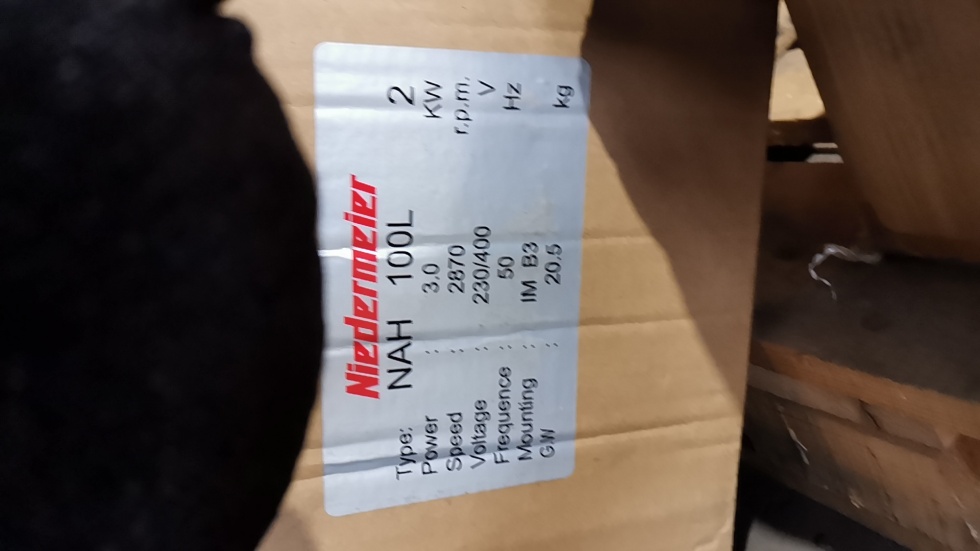 Niedermeier
Type: NAH 100L 2
Power : 3.0 KW
Speed : 2870 r.p.m.
Voltage : 230/400 V
Frequence : 50 Hz
Mounting : IM B3
G.W : 20.5 kg